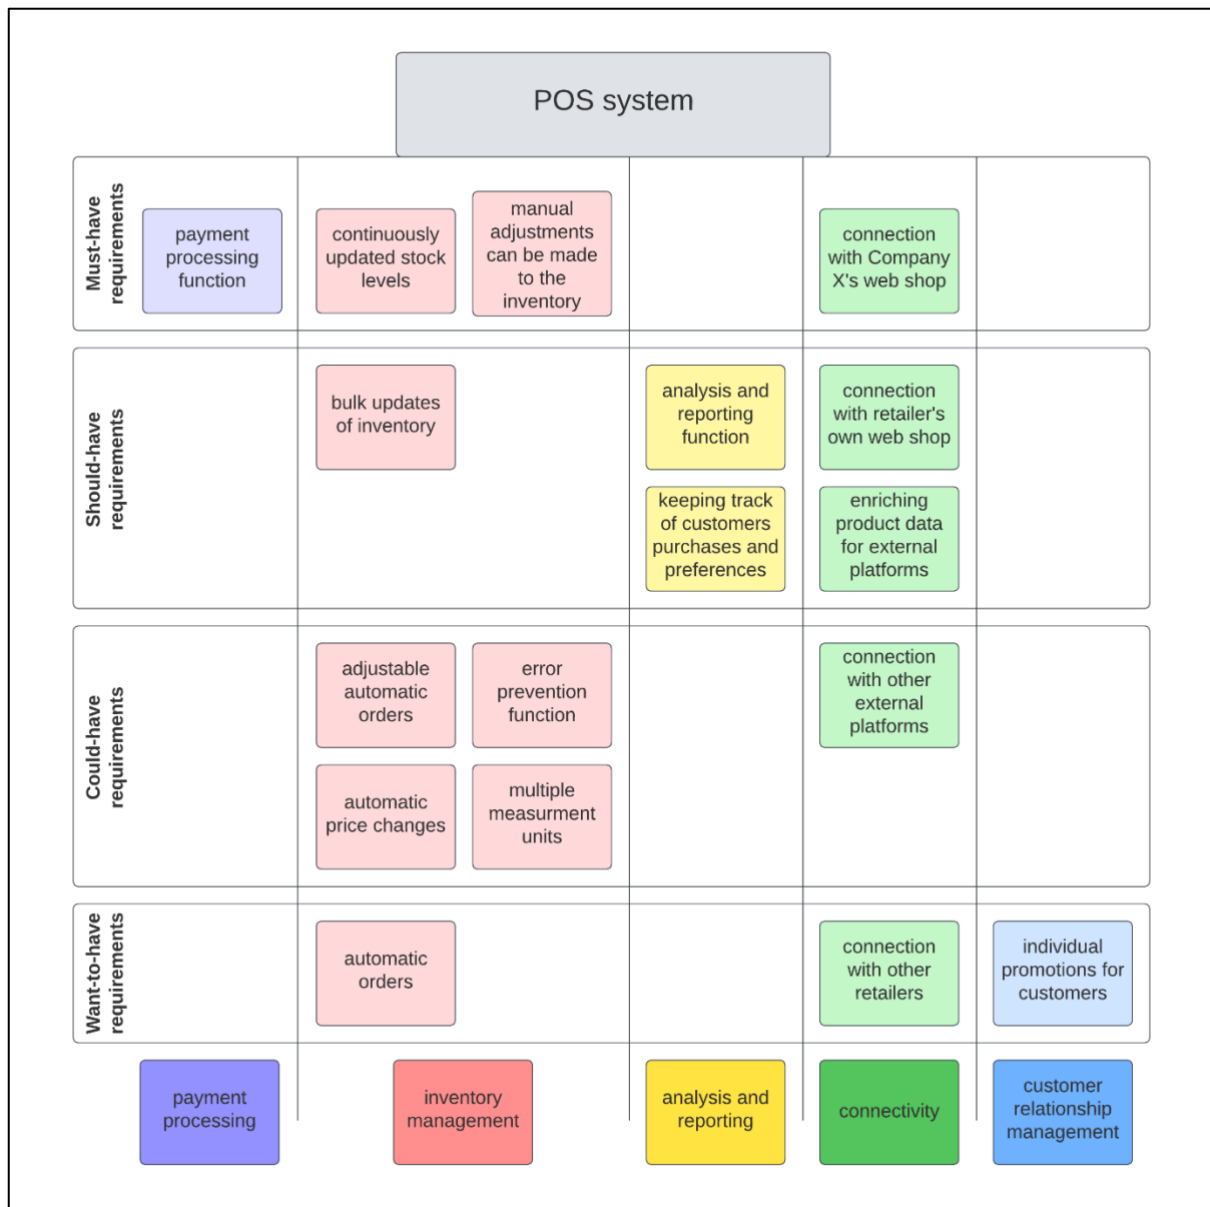 POS system
Must-have
requirements
payment
processing
function
continuously
updated stock
levels
manual
adjustments
can be made
to the
inventory
connection
with Company
X's web shop
Should-have
requirements
bulk updates
of inventory
analysis and
reporting
function
connection
with retailer's
own web shop
keeping track
of customers
purchases and
preferences
enriching
product data
for external
platforms
Could-have
requirements
adjustable
automatic
orders
error
prevention
function
connection
with other
external
platforms
automatic
price changes
multiple
measurment
units
Want-to-have
requirements
automatic
orders
connection
with other
retailers
individual
promotions for
customers
payment
processing
inventory
management
analysis and
reporting
connectivity
customer
relationship
management